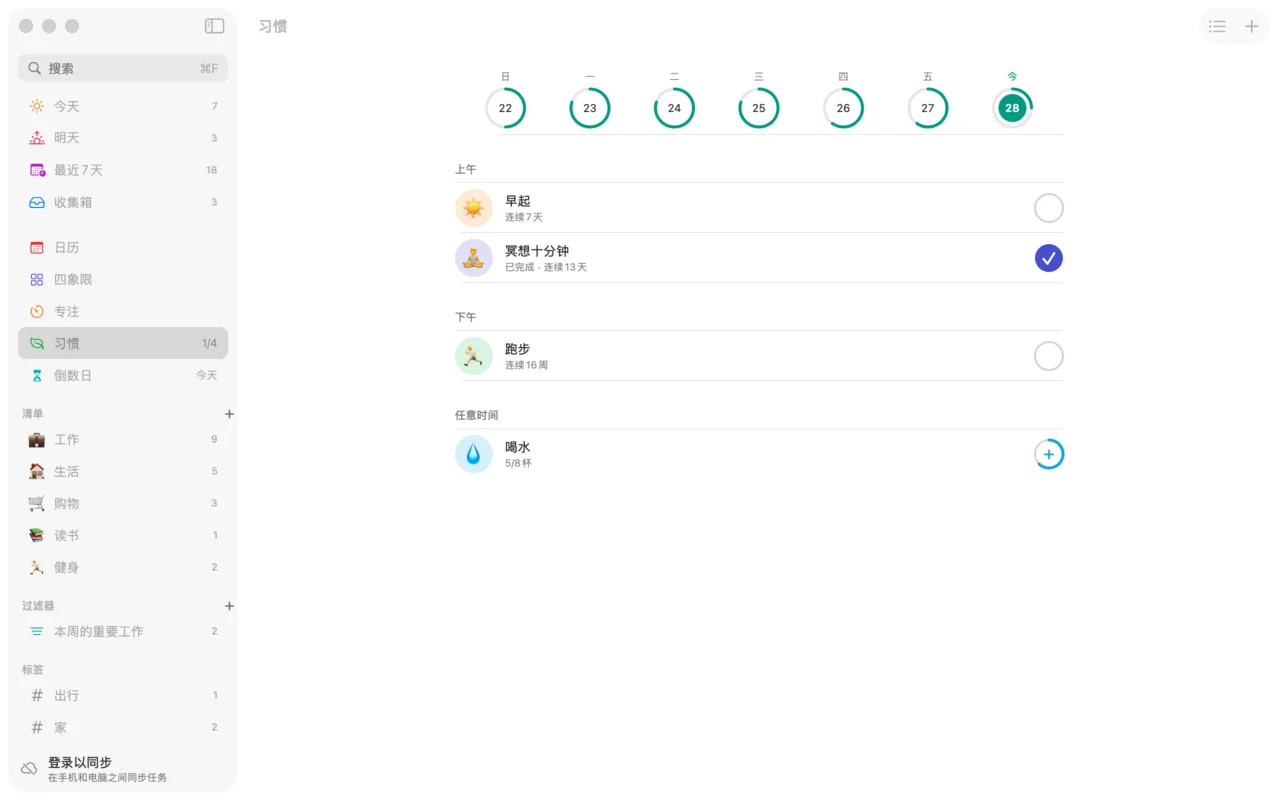 搜索 ⌘F
今天 7
明天 3
最近 7 天 18
收集箱 3
日历
四象限
专注
习惯 1/4
倒数日 今天
清单
工作 9
生活 5
购物 3
读书 1
健身 2
过滤器
本周的重要工作 2
标签
# 出行 1
# 家 2
登录以同步
在手机和电脑之间同步任务
习惯
日 一 二 三 四 五 今
22 23 24 25 26 27 28
上午
早起
连续 7 天
冥想十分钟
已完成 · 连续 13 天
下午
跑步
连续 16 周
任意时间
喝水
5/8 杯